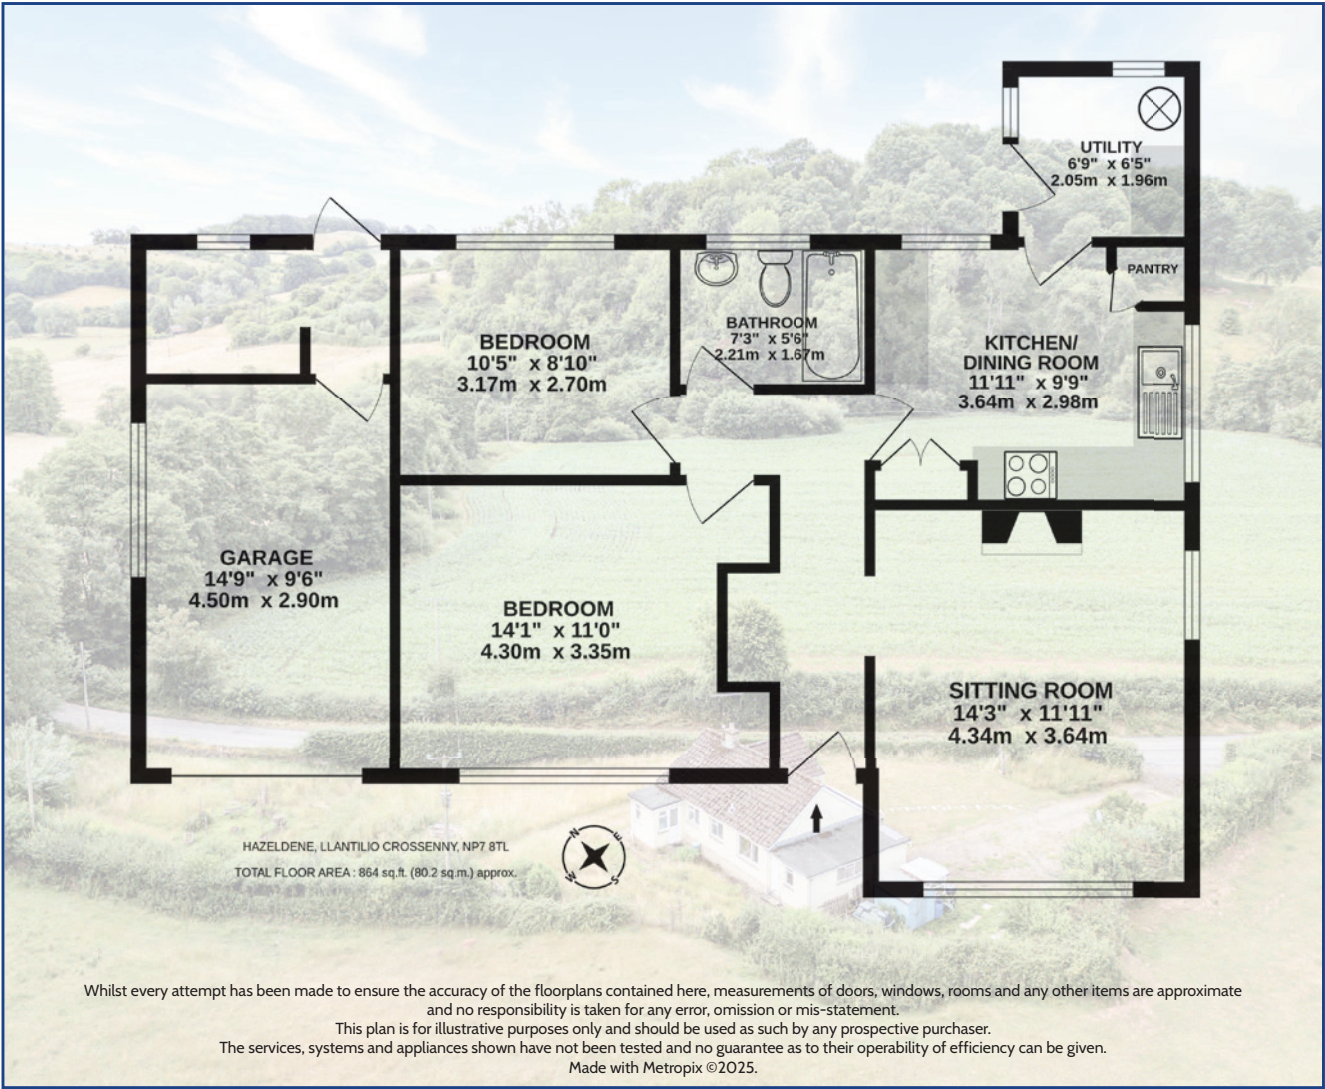 UTILITY
6'9" x 6'5"
2.05m x 1.96m
PANTRY
BEDROOM
10'5" x 8'10"
3.17m x 2.70m
BATHROOM
7'3" x 5'6"
2.21m x 1.67m
KITCHEN/
DINING ROOM
11'11" x 9'9"
3.64m x 2.98m
GARAGE
14'9" x 9'6"
4.50m x 2.90m
BEDROOM
14'1" x 11'0"
4.30m x 3.35m
SITTING ROOM
14'3" x 11'11"
4.34m x 3.64m
HAZELDENE, LLANTILIO CROSSENNY, NP7 8TL
TOTAL FLOOR AREA : 864 sq.ft. (80.2 sq.m.) approx.
N
E
W
S
Whilst every attempt has been made to ensure the accuracy of the floorplans contained here, measurements of doors, windows, rooms and any other items are approximate
and no responsibility is taken for any error, omission or mis-statement.
This plan is for illustrative purposes only and should be used as such by any prospective purchaser.
The services, systems and appliances shown have not been tested and no guarantee as to their operability of efficiency can be given.
Made with Metropix ©2025.